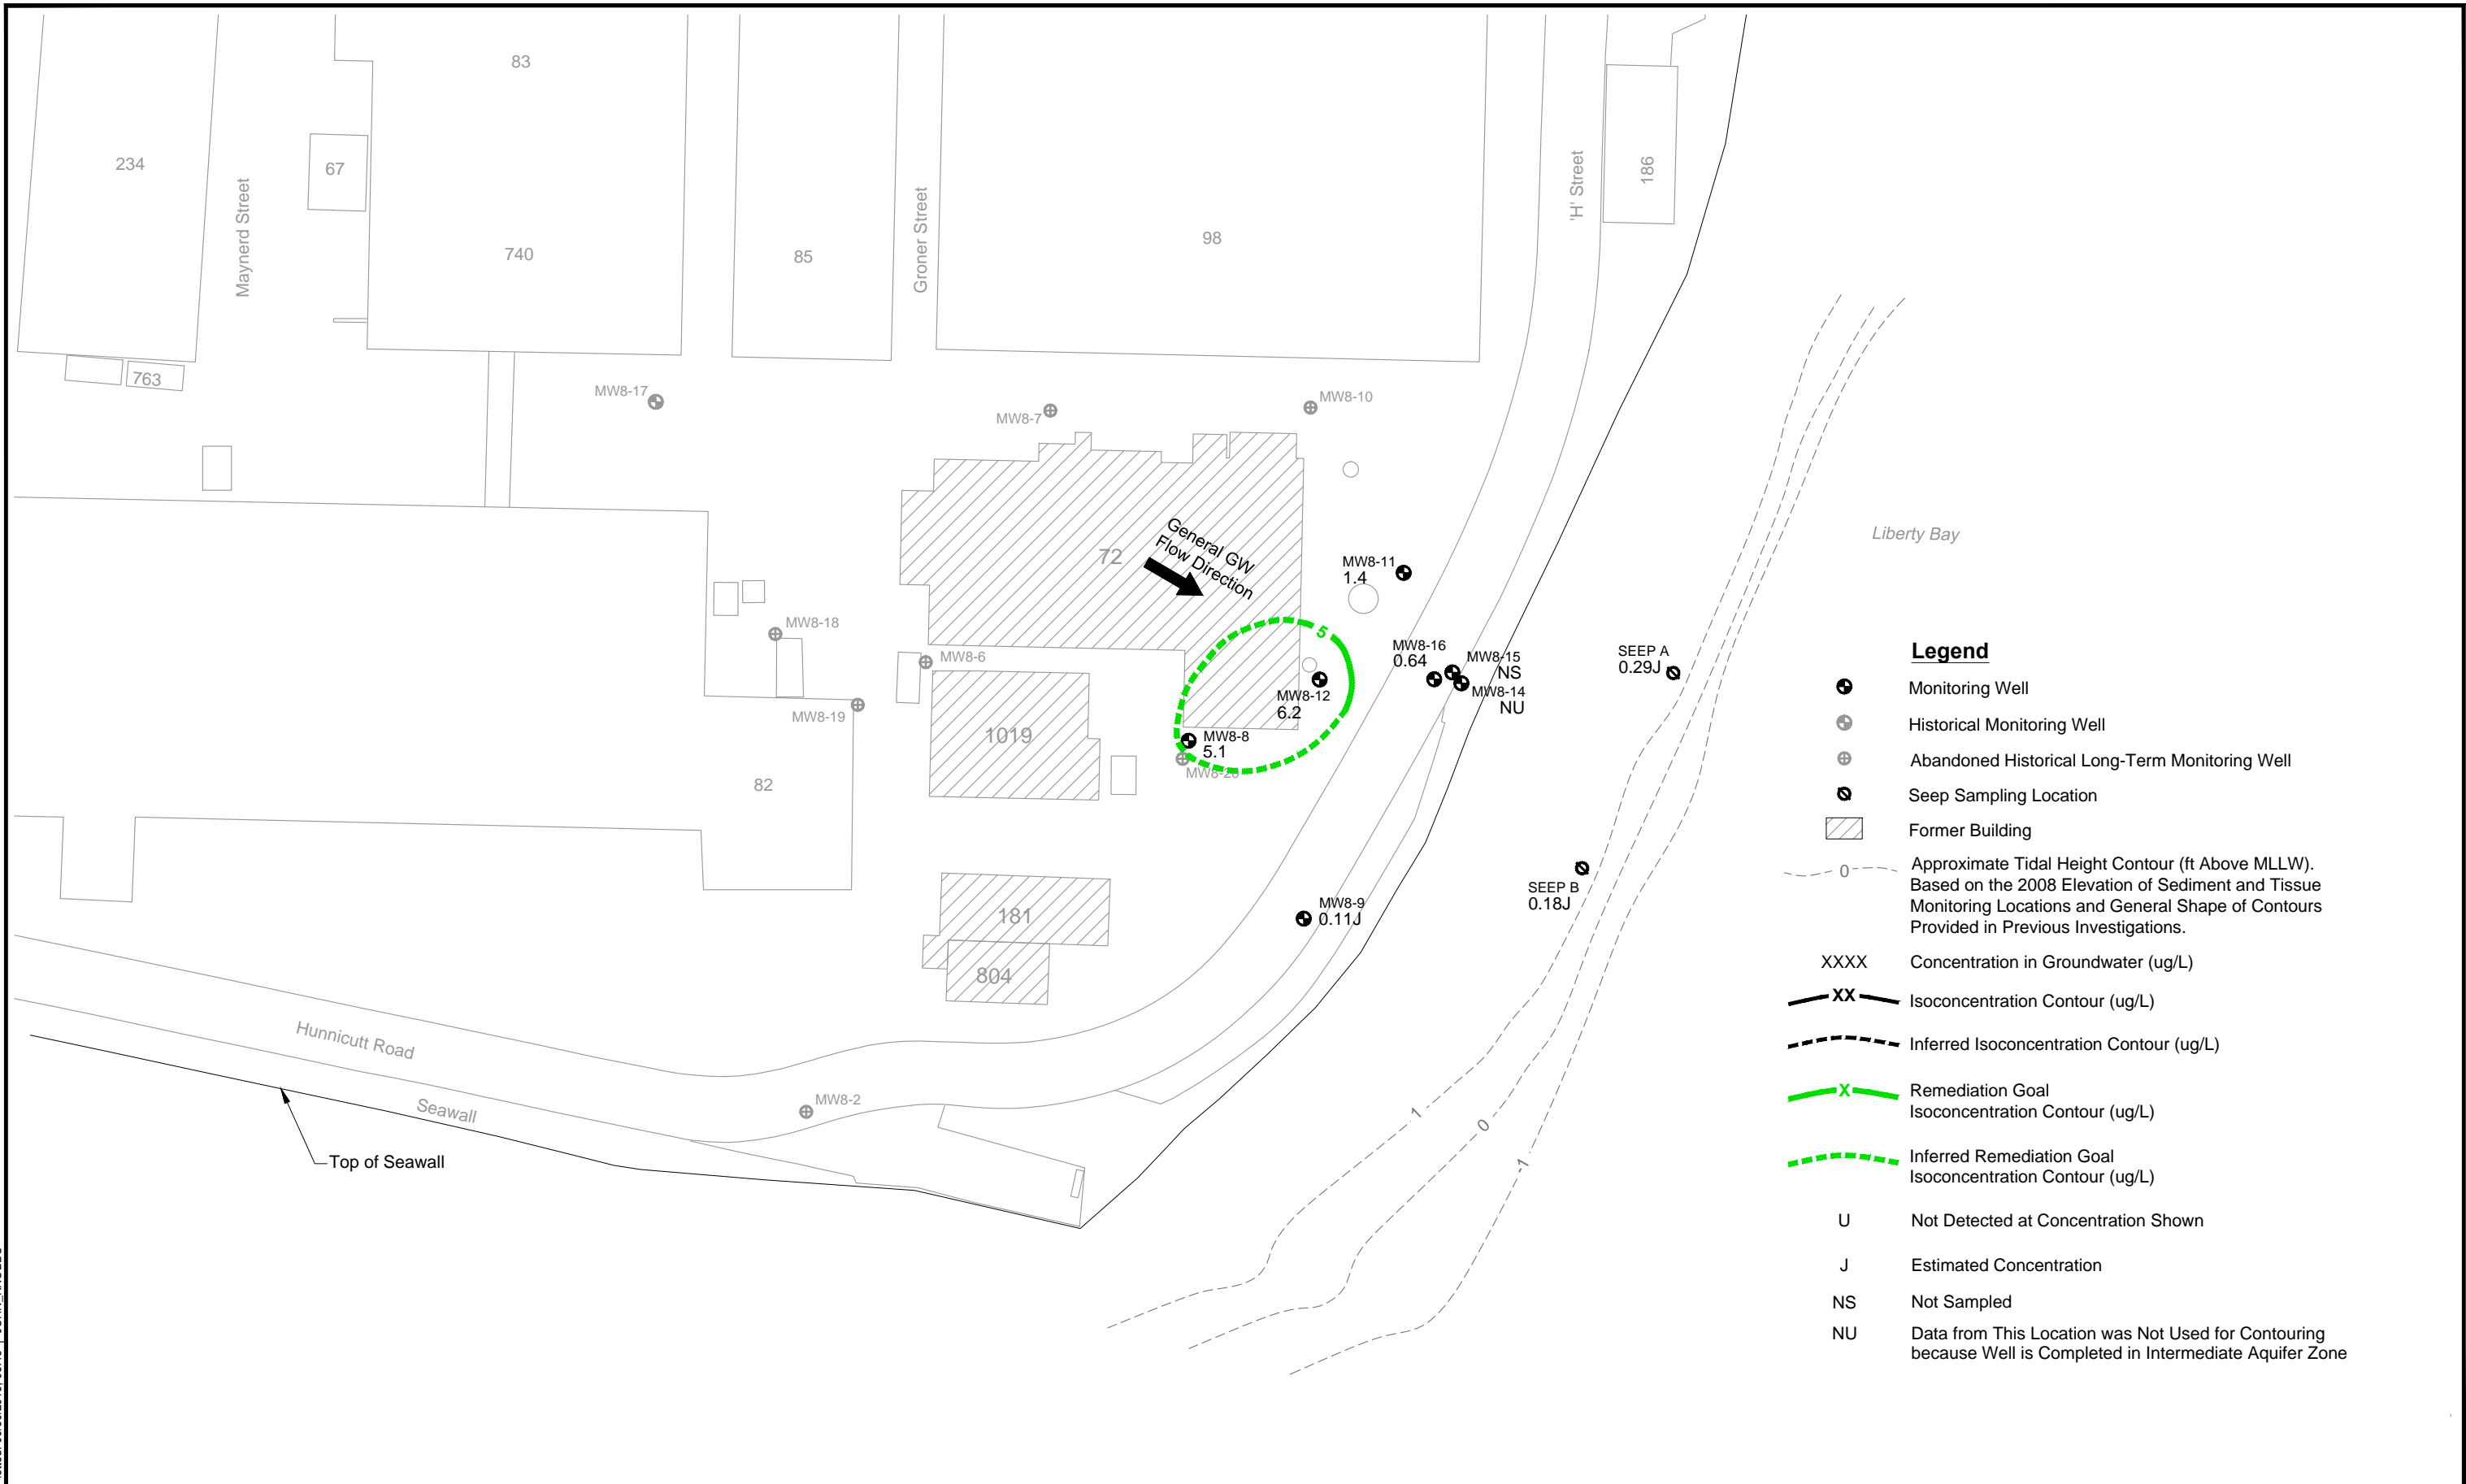 83
234
67
Maynerd Street
740
85
Groner Street
98
'H' Street
186
763
MW8-17
MW8-7
MW8-10
Liberty Bay
72
General GW
Flow Direction
MW8-11
1.4
MW8-18
MW8-6
5
MW8-16
0.64
MW8-15
NS
MW8-14
NU
SEEP A
0.29J
MW8-12
6.2
MW8-19
1019
MW8-8
5.1
MW8-20
82
SEEP B
0.18J
MW8-9
0.11J
181
804
Hunnicutt Road
Seawall
MW8-2
Top of Seawall
1
0
-1
Legend
Monitoring Well
Historical Monitoring Well
Abandoned Historical Long-Term Monitoring Well
Seep Sampling Location
Former Building
0 Approximate Tidal Height Contour (ft Above MLLW).
Based on the 2008 Elevation of Sediment and Tissue
Monitoring Locations and General Shape of Contours
Provided in Previous Investigations.
XXXX Concentration in Groundwater (ug/L)
XX Isoconcentration Contour (ug/L)
Inferred Isoconcentration Contour (ug/L)
X Remediation Goal
Isoconcentration Contour (ug/L)
Inferred Remediation Goal
Isoconcentration Contour (ug/L)
U Not Detected at Concentration Shown
J Estimated Concentration
NS Not Sampled
NU Data from This Location was Not Used for Contouring
because Well is Completed in Intermediate Aquifer Zone